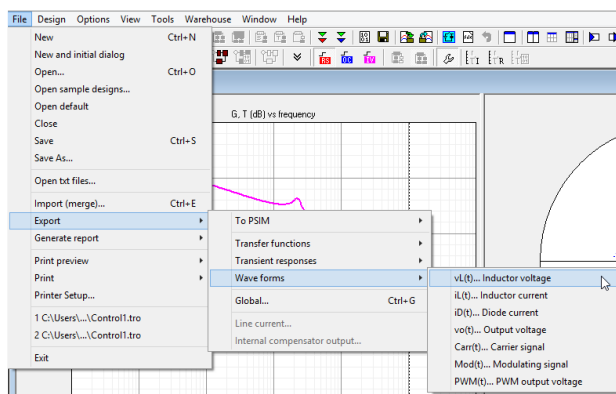 File Design Options View Tools Warehouse Window Help
New Ctrl+N
New and initial dialog
Open... Ctrl+O
Open sample designs...
Open default
Close
Save Ctrl+S
Save As...
Open txt files...
Import (merge)... Ctrl+E
Export
Generate report
Print preview
Print
Printer Setup...
1 C:\Users\...\Control1.tro
2 C:\Users\...\Control1.tro
Exit
G, T (dB) vs frequency
To PSIM
Transfer functions
Transient responses
Wave forms
Global... Ctrl+G
Line current...
Internal compensator output...
vL(t)... Inductor voltage
iL(t)... Inductor current
iD(t)... Diode current
vo(t)... Output voltage
Carr(t)... Carrier signal
Mod(t)... Modulating signal
PWM(t)... PWM output voltage